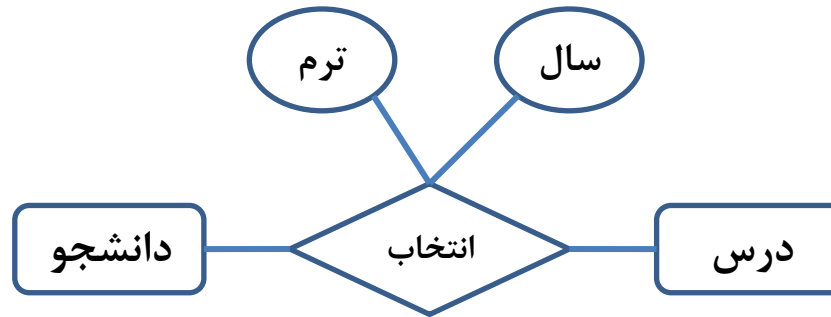 سال
ترم
درس
انتخاب
دانشجو